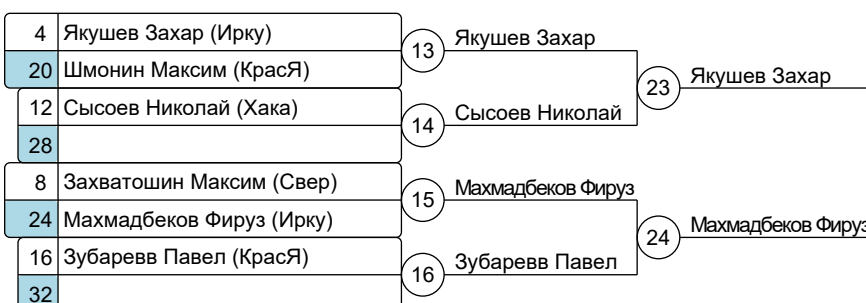 4 Якушев Захар (Ирку)
20 Шмонин Максим (КрасЯ)
13 Якушев Захар
12 Сысоев Николай (Хака)
28
14 Сысоев Николай
23 Якушев Захар
8 Захватошин Максим (Свер)
24 Махмадбеков Фируз (Ирку)
15 Махмадбеков Фируз
16 Зубаревв Павел (КрасЯ)
32
16 Зубаревв Павел
24 Махмадбеков Фируз